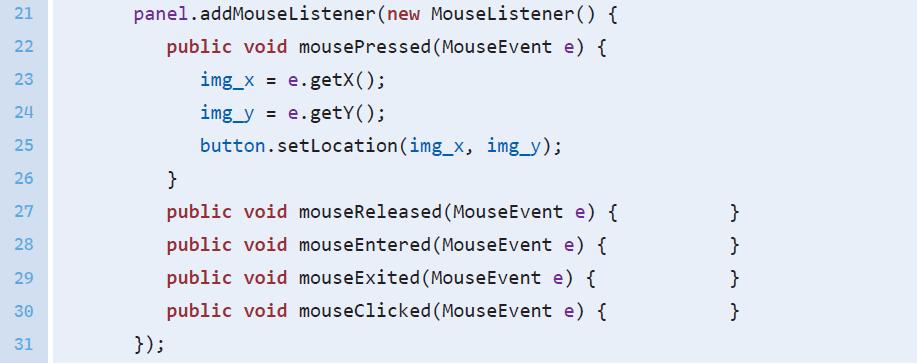 21 panel.addMouseListener(new MouseListener() {
22 public void mousePressed(MouseEvent e) {
23 img_x = e.getX();
24 img_y = e.getY();
25 button.setLocation(img_x, img_y);
26 }
27 public void mouseReleased(MouseEvent e) { }
28 public void mouseEntered(MouseEvent e) { }
29 public void mouseExited(MouseEvent e) { }
30 public void mouseClicked(MouseEvent e) { }
31 });